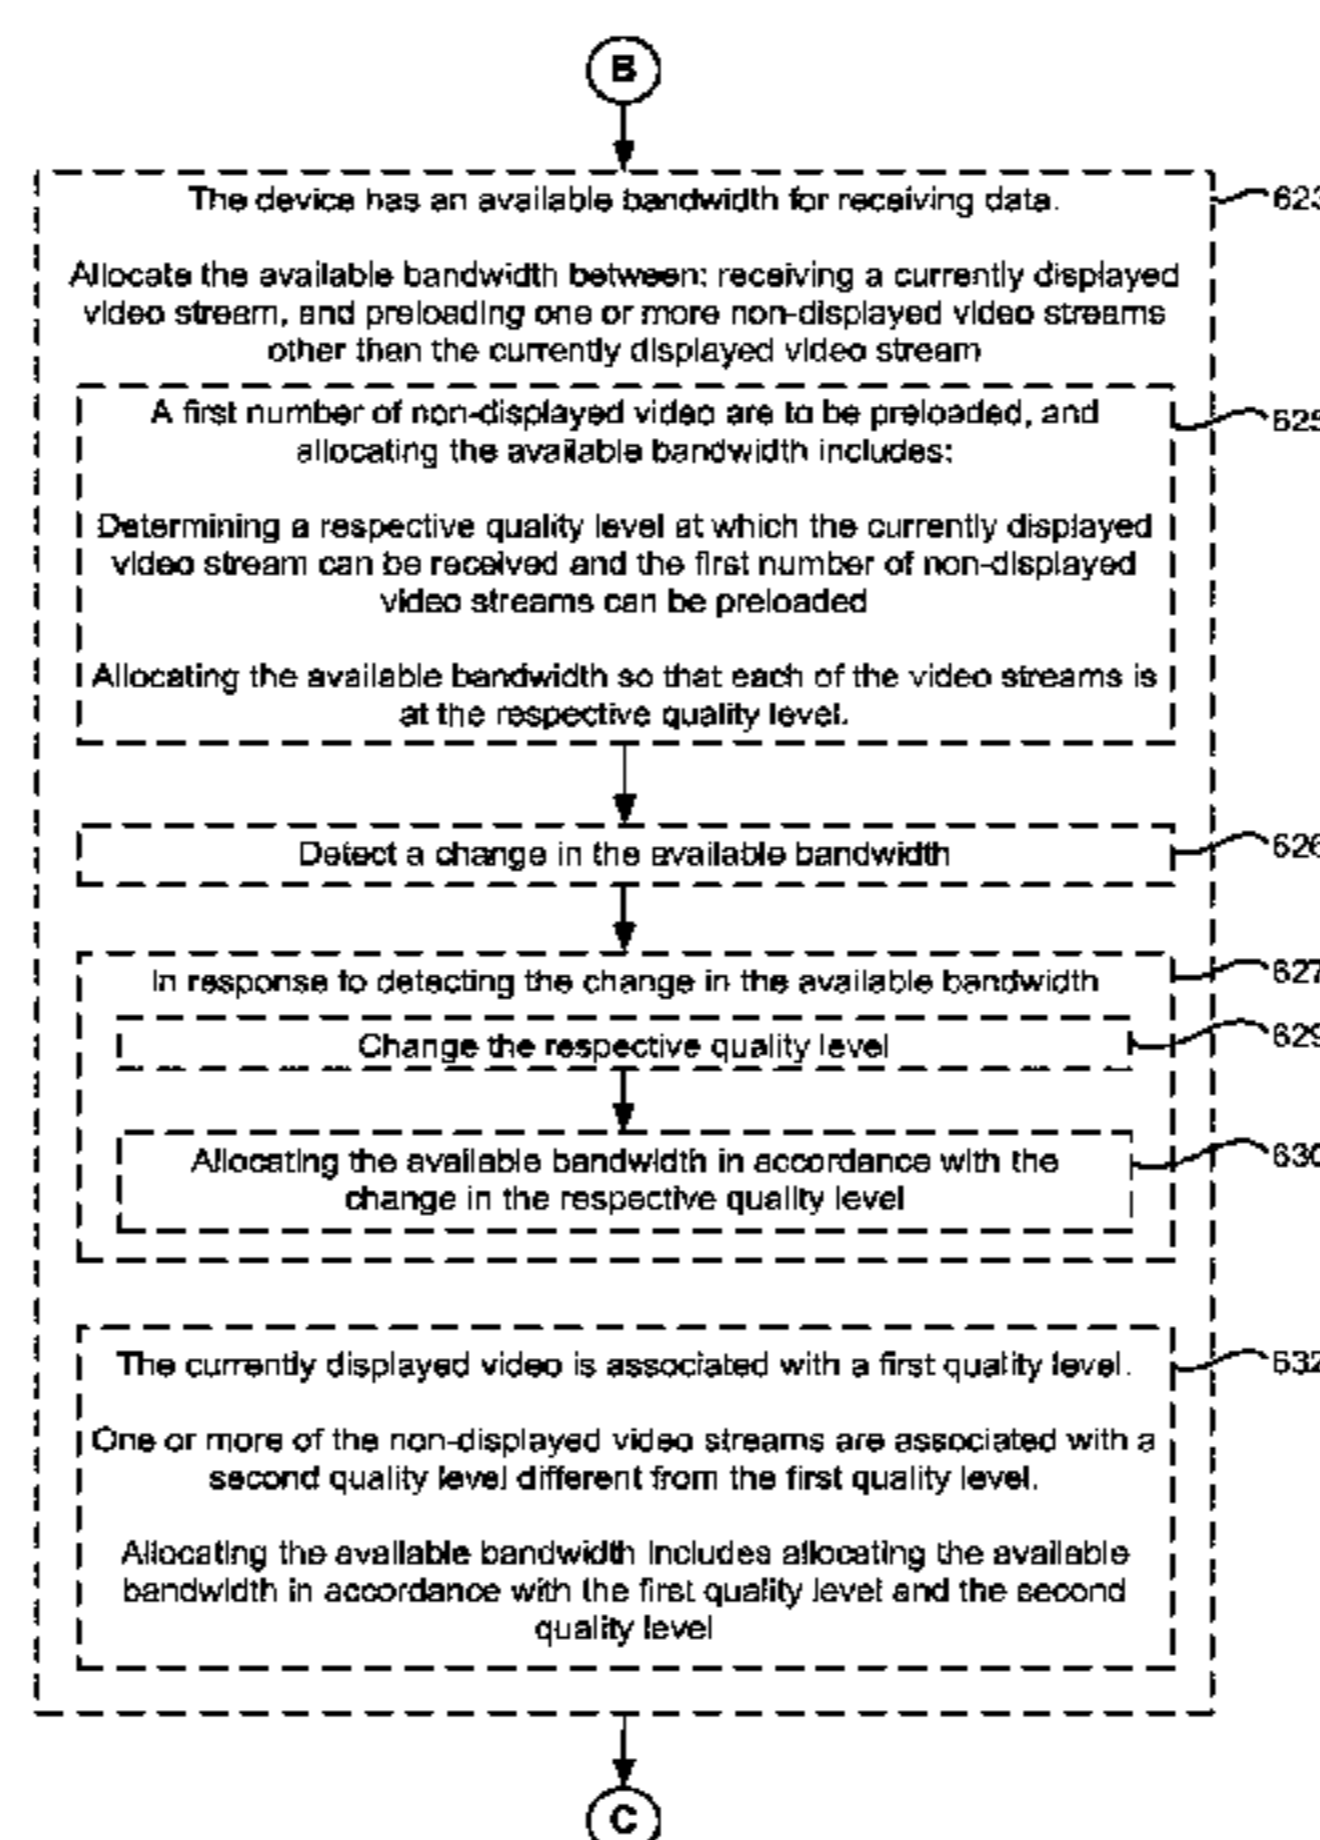 B
The device has an available bandwidth for receiving data.
623
Allocate the available bandwidth between: receiving a currently displayed
video stream, and preloading one or more non-displayed video streams
other than the currently displayed video stream
A first number of non-displayed video are to be preloaded, and
625
allocating the available bandwidth includes:
Determining a respective quality level at which the currently displayed
video stream can be received and the first number of non-displayed
video streams can be preloaded
Allocating the available bandwidth so that each of the video streams is
at the respective quality level.
Detect a change in the available bandwidth
626
In response to detecting the change in the available bandwidth
627
Change the respective quality level
629
Allocating the available bandwidth in accordance with the
630
change in the respective quality level
The currently displayed video is associated with a first quality level.
632
One or more of the non-displayed video streams are associated with a
second quality level different from the first quality level.
Allocating the available bandwidth includes allocating the available
bandwidth in accordance with the first quality level and the second
quality level
C